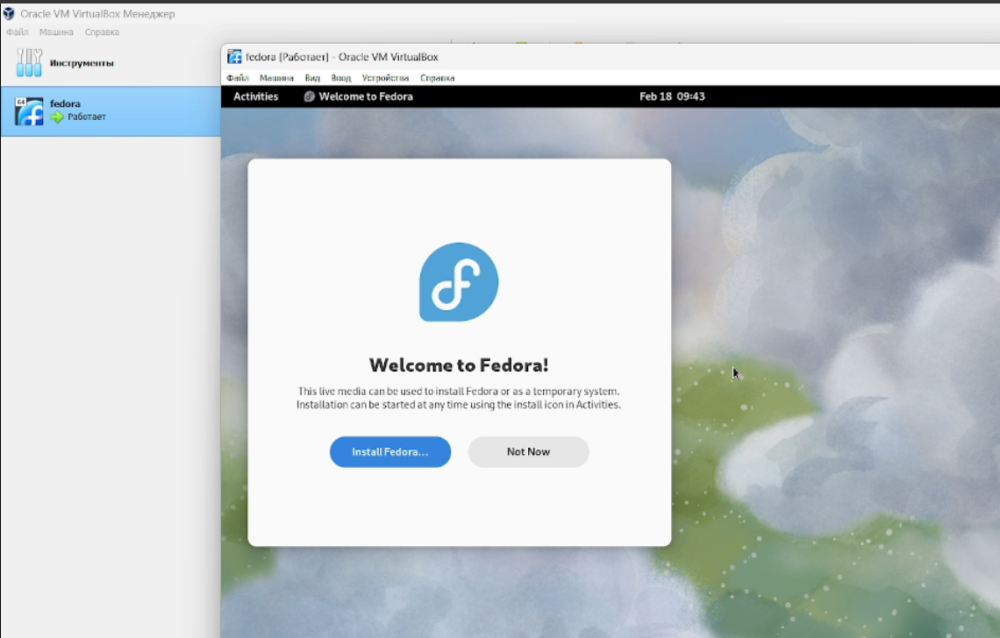 Oracle VM VirtualBox Менеджер
Файл Машина Справка
Инструменты
64
fedora
Работает
fedora [Работает] - Oracle VM VirtualBox
Файл Машина Вид Ввод Устройства Справка
Activities Welcome to Fedora Feb 18 09:43
Welcome to Fedora!
This live media can be used to install Fedora or as a temporary system.
Installation can be started at any time using the install icon in Activities.
Install Fedora... Not Now